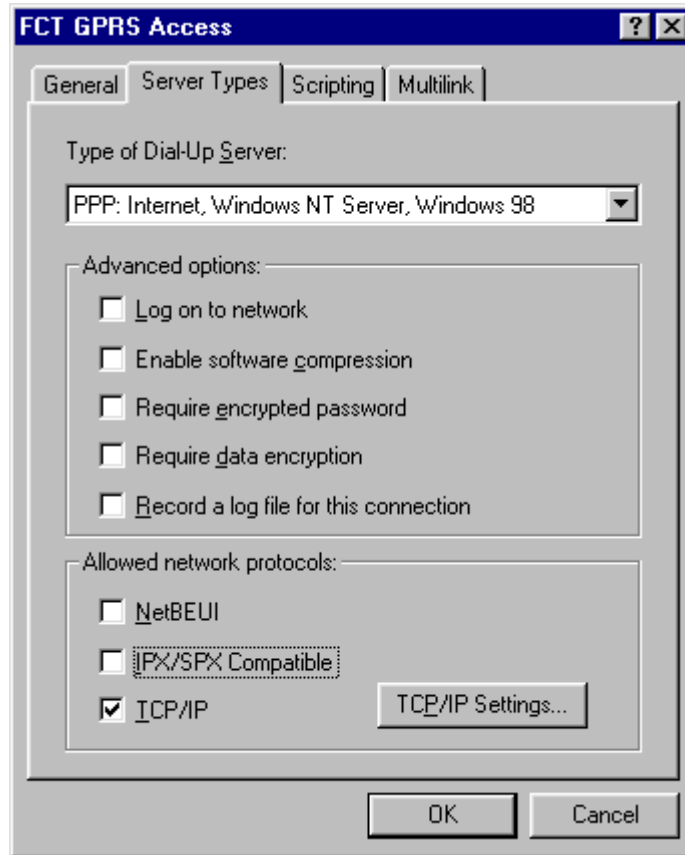 FCT GPRS Access
General Server Types Scripting Multilink
Type of Dial-Up Server:
PPP: Internet, Windows NT Server, Windows 98
Advanced options:
Log on to network
Enable software compression
Require encrypted password
Require data encryption
Record a log file for this connection
Allowed network protocols:
NetBEUI
IPX/SPX Compatible
TCP/IP TCP/IP Settings...
OK Cancel